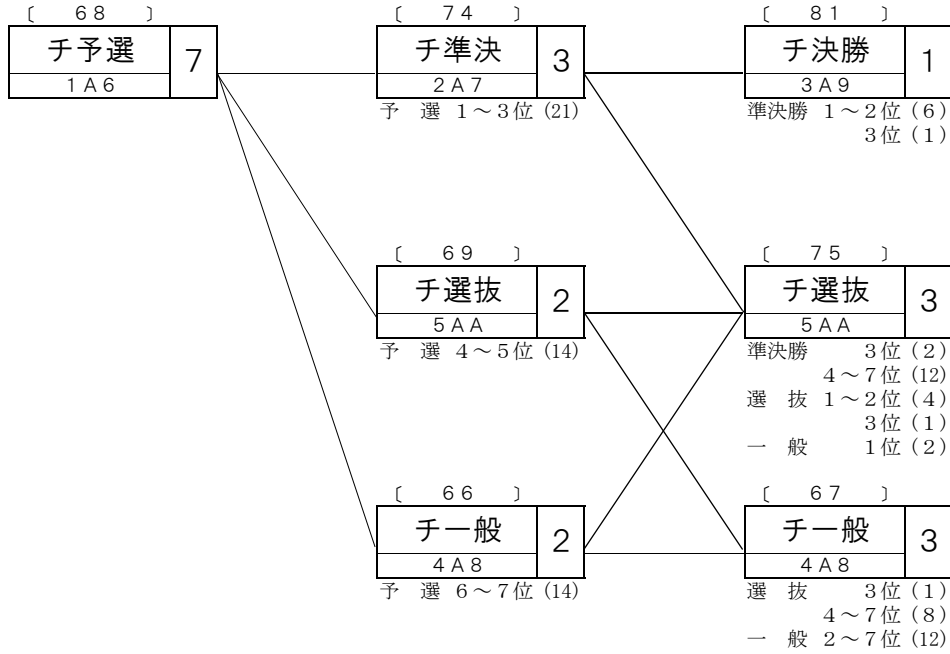 〔 68 〕
チ予選 7
1A6
〔 74 〕
チ準決 3
2A7
予 選 1～3位 (21)
〔 81 〕
チ決勝 1
3A9
準決勝 1～2位 (6)
3位 (1)
〔 69 〕
チ選抜 2
5AA
予 選 4～5位 (14)
〔 75 〕
チ選抜 3
5AA
準決勝 3位 (2)
4～7位 (12)
選 抜 1～2位 (4)
3位 (1)
一 般 1位 (2)
〔 66 〕
チ一般 2
4A8
予 選 6～7位 (14)
〔 67 〕
チ一般 3
4A8
選 抜 3位 (1)
4～7位 (8)
一 般 2～7位 (12)